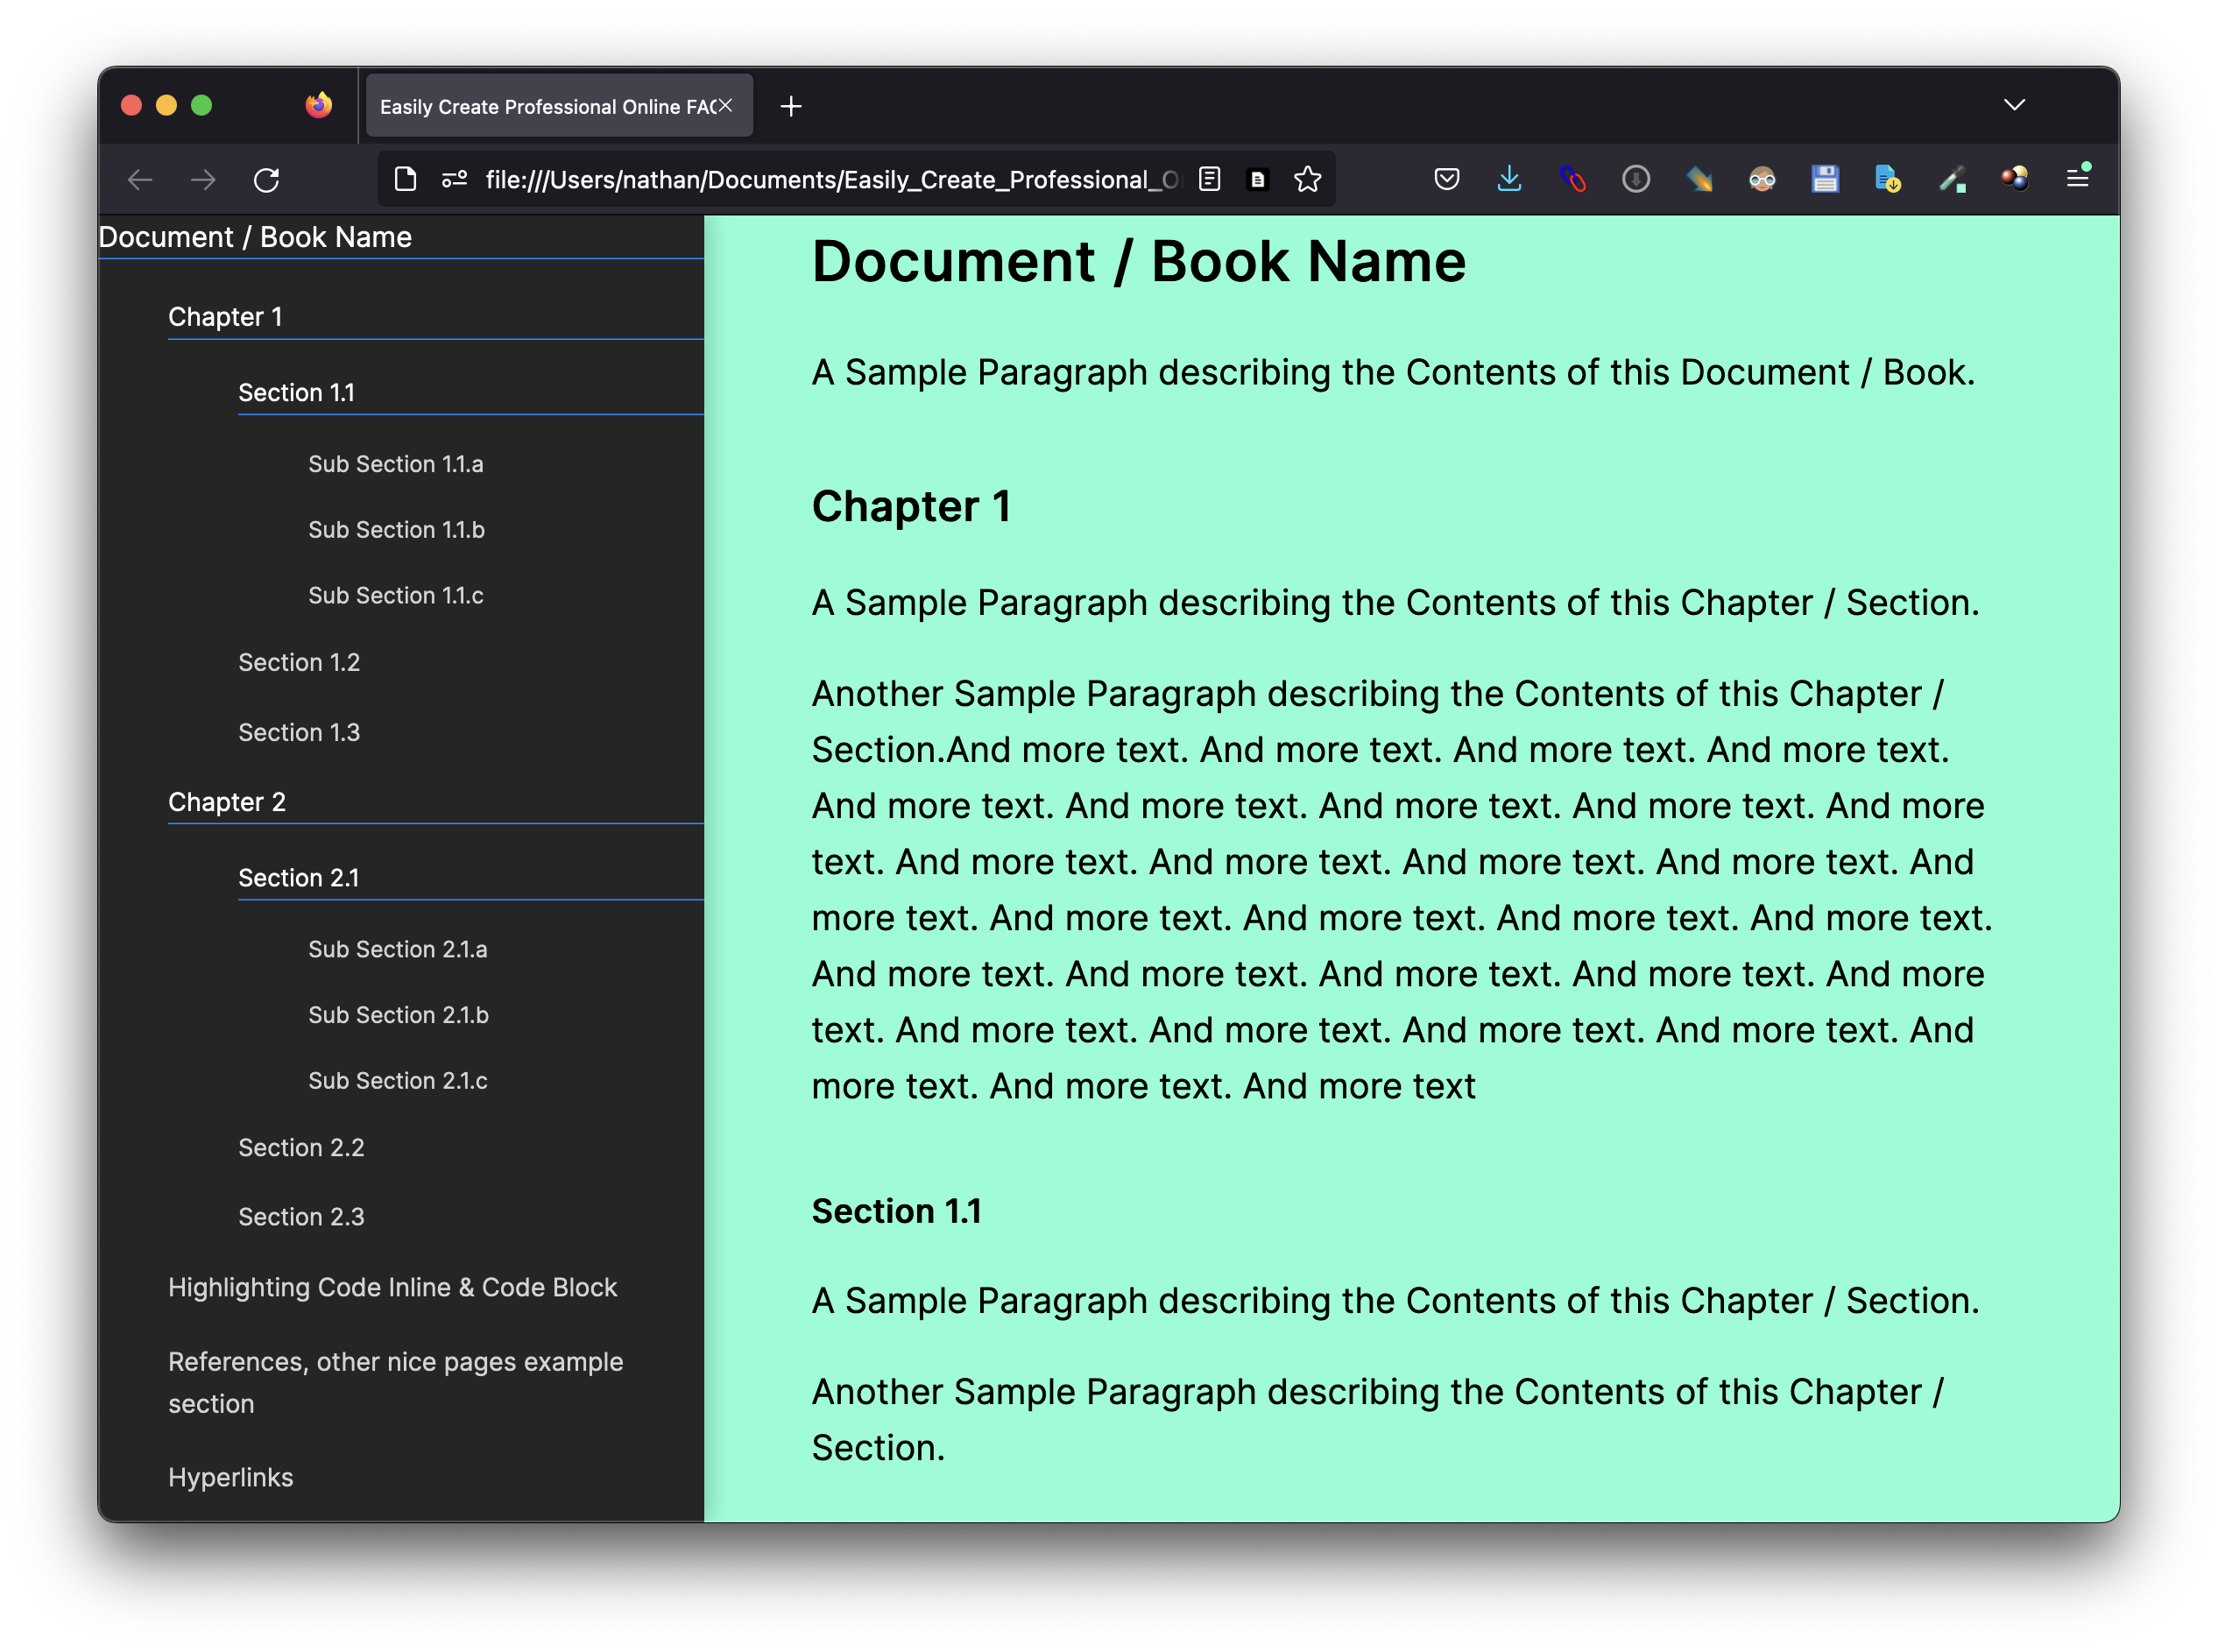 Easily Create Professional Online FAQ
file:///Users/nathan/Documents/Easily_Create_Professional_O
Document / Book Name
Chapter 1
Section 1.1
Sub Section 1.1.a
Sub Section 1.1.b
Sub Section 1.1.c
Section 1.2
Section 1.3
Chapter 2
Section 2.1
Sub Section 2.1.a
Sub Section 2.1.b
Sub Section 2.1.c
Section 2.2
Section 2.3
Highlighting Code Inline & Code Block
References, other nice pages example
section
Hyperlinks
Document / Book Name
A Sample Paragraph describing the Contents of this Document / Book.
Chapter 1
A Sample Paragraph describing the Contents of this Chapter / Section.
Another Sample Paragraph describing the Contents of this Chapter /
Section.And more text. And more text. And more text. And more text.
And more text. And more text. And more text. And more text. And more
text. And more text. And more text. And more text. And more text. And
more text. And more text. And more text. And more text. And more text.
And more text. And more text. And more text. And more text. And more
text. And more text. And more text. And more text. And more text. And
more text. And more text. And more text
Section 1.1
A Sample Paragraph describing the Contents of this Chapter / Section.
Another Sample Paragraph describing the Contents of this Chapter /
Section.